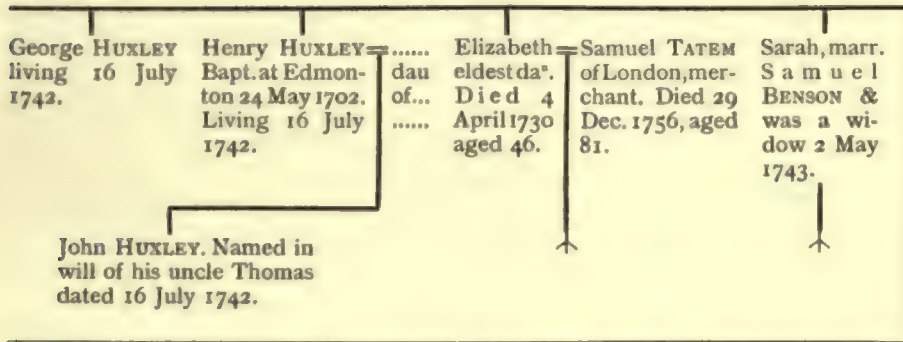 George HUXLEY
living 16 July
1742.
Henry HUXLEY=......
Bapt. at Edmon- dau
ton 24 May 1702. of...
Living 16 July ......
1742.
Elizabeth
eldest daʳ.
Died 4
April 1730
aged 46.
=Samuel TATEM
of London, mer-
chant. Died 29
Dec. 1756, aged
81.
Sarah, marr.
Samuel
BENSON &
was a wi-
dow 2 May
1743.
John HUXLEY. Named in
will of his uncle Thomas
dated 16 July 1742.